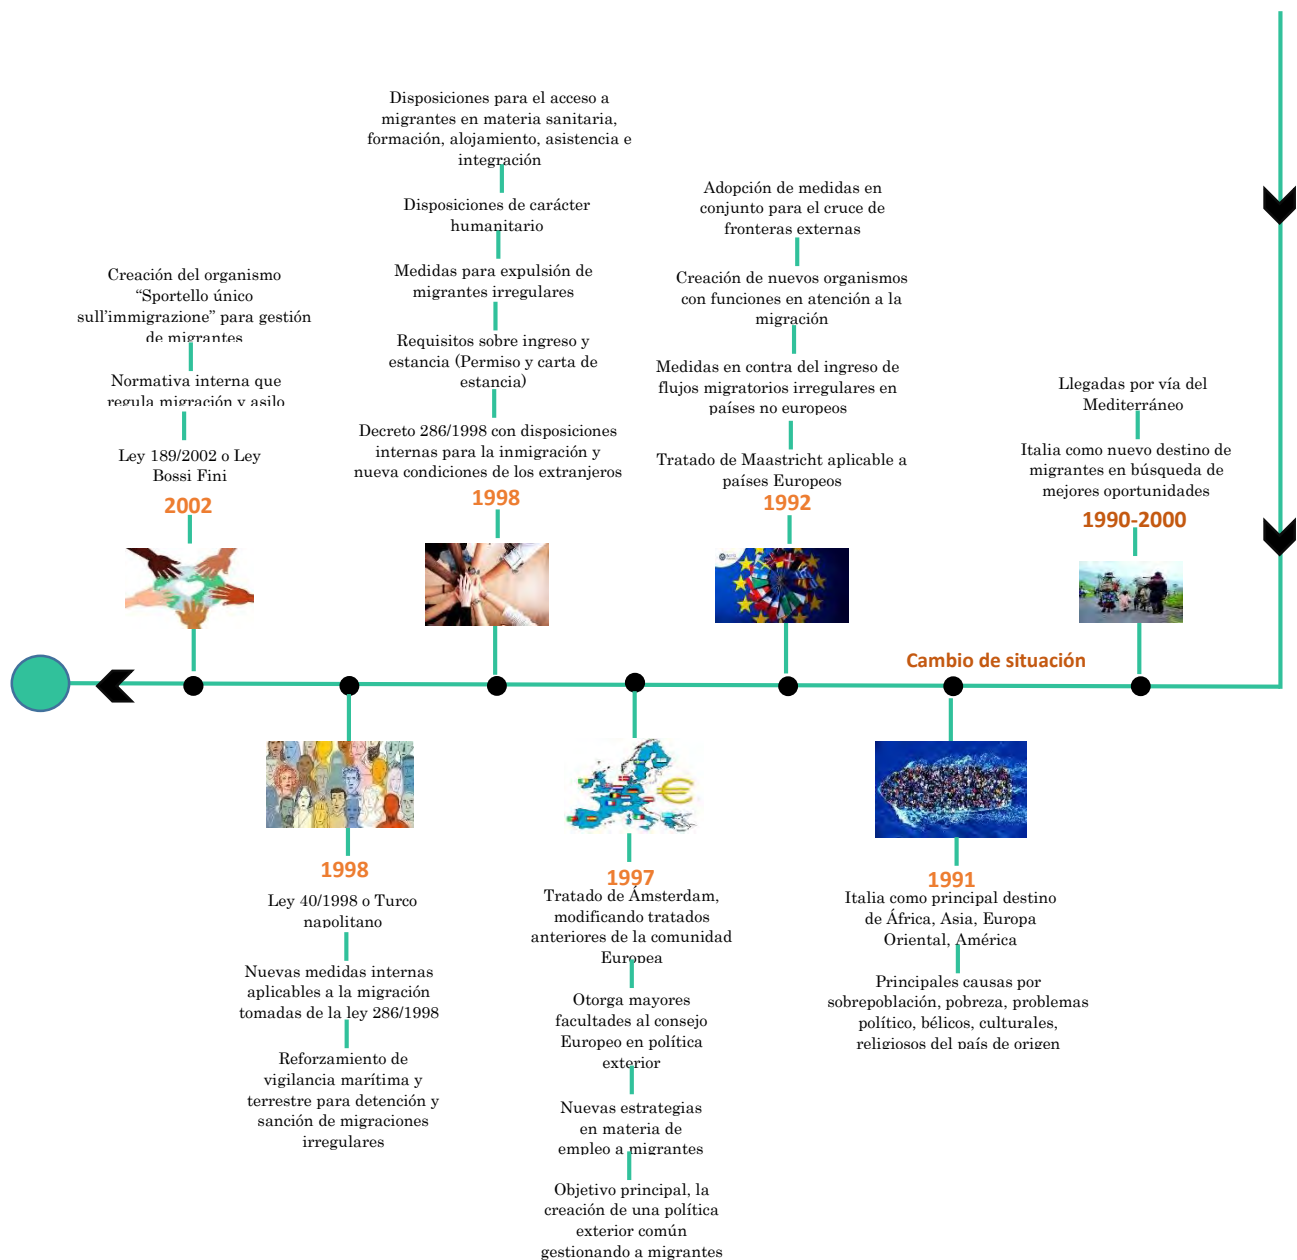 Disposiciones para el acceso a
migrantes en materia sanitaria,
formación, alojamiento, asistencia e
integración
Disposiciones de carácter
humanitario
Medidas para expulsión de
migrantes irregulares
Requisitos sobre ingreso y
estancia (Permiso y carta de
estancia)
Decreto 286/1998 con disposiciones
internas para la inmigración y
nueva condiciones de los extranjeros
1998
Adopción de medidas en
conjunto para el cruce de
fronteras externas
Creación de nuevos organismos
con funciones en atención a la
migración
Medidas en contra del ingreso de
flujos migratorios irregulares en
países no europeos
Tratado de Maastricht aplicable a
países Europeos
1992
Creación del organismo
“Sportello único
sull’immigrazione” para gestión
de migrantes
Normativa interna que
regula migración y asilo
Ley 189/2002 o Ley
Bossi Fini
2002
Llegadas por vía del
Mediterráneo
Italia como nuevo destino de
migrantes en búsqueda de
mejores oportunidades
1990-2000
Cambio de situación
1998
Ley 40/1998 o Turco
napolitano
Nuevas medidas internas
aplicables a la migración
tomadas de la ley 286/1998
Reforzamiento de
vigilancia marítima y
terrestre para detención y
sanción de migraciones
irregulares
1997
Tratado de Ámsterdam,
modificando tratados
anteriores de la comunidad
Europea
Otorga mayores
facultades al consejo
Europeo en política
exterior
Nuevas estrategias
en materia de
empleo a migrantes
Objetivo principal, la
creación de una política
exterior común
gestionando a migrantes
1991
Italia como principal destino
de África, Asia, Europa
Oriental, América
Principales causas por
sobrepoblación, pobreza, problemas
político, bélicos, culturales,
religiosos del país de origen